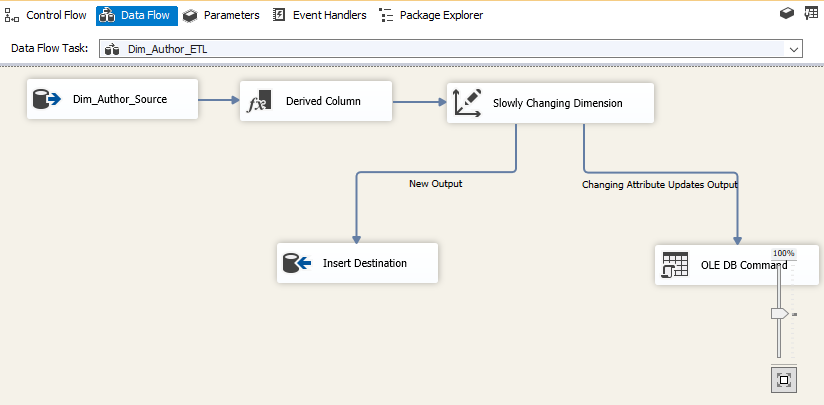 Control Flow Data Flow Parameters Event Handlers Package Explorer
Data Flow Task: Dim_Author_ETL
Dim_Author_Source Derived Column Slowly Changing Dimension
New Output Changing Attribute Updates Output
Insert Destination OLE DB Command
100%